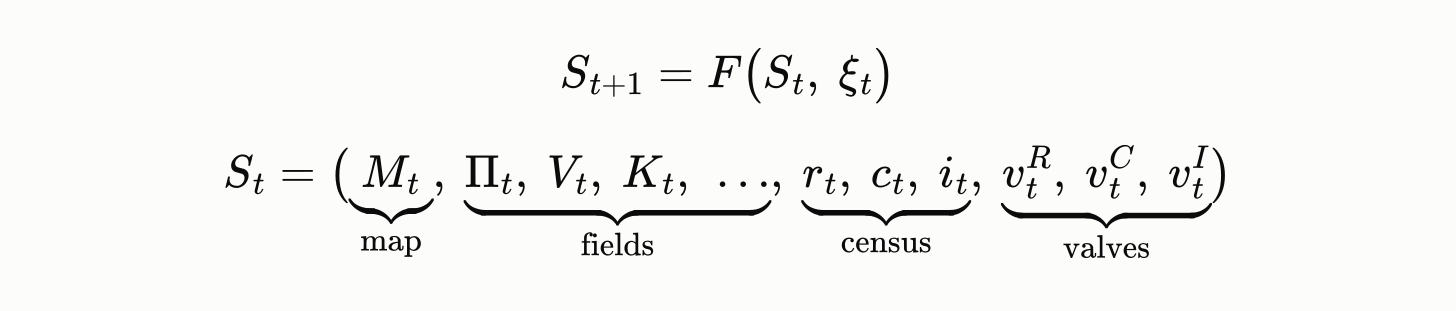 S_{t+1} = F(S_t, ξ_t)
S_t = ( M_t, Π_t, V_t, K_t, …, r_t, c_t, i_t, v_t^R, v_t^C, v_t^I )
map fields census valves